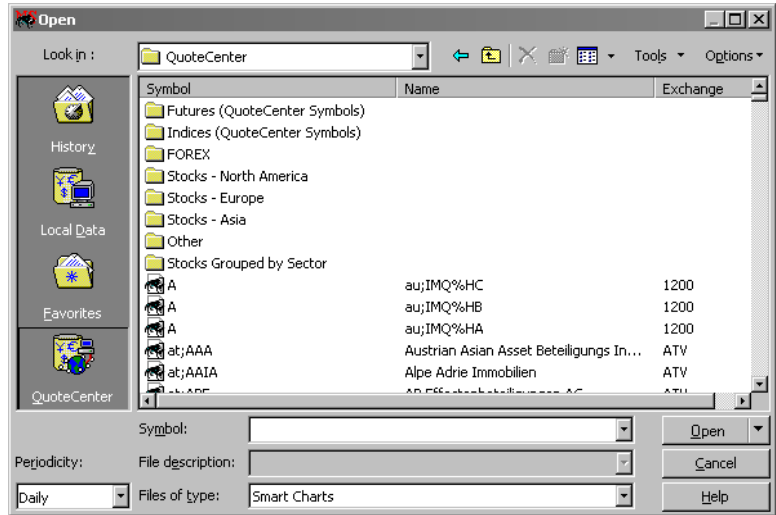 Open
Look in : QuoteCenter Tools Options
Symbol Name Exchange
Futures (QuoteCenter Symbols)
Indices (QuoteCenter Symbols)
FOREX
Stocks - North America
Stocks - Europe
Stocks - Asia
Other
Stocks Grouped by Sector
A au;IMQ%HC 1200
A au;IMQ%HB 1200
A au;IMQ%HA 1200
at;AAA Austrian Asian Asset Beteiligungs In... ATV
at;AAIA Alpe Adrie Immobilien ATV
History
Local Data
Favorites
QuoteCenter
Symbol: Open
Periodicity: File description: Cancel
Daily Files of type: Smart Charts Help